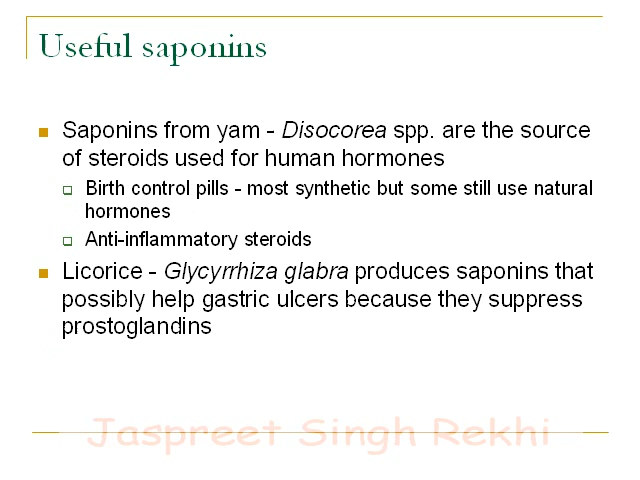 Useful saponins
Saponins from yam - Disocorea spp. are the source
of steroids used for human hormones
Birth control pills - most synthetic but some still use natural
hormones
Anti-inflammatory steroids
Licorice - Glycyrrhiza glabra produces saponins that
possibly help gastric ulcers because they suppress
prostoglandins
Jaspreet Singh Rekhi